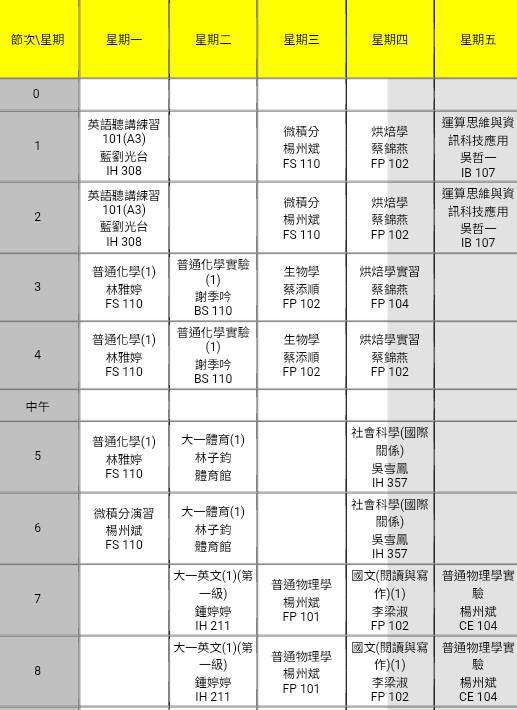 節次\星期 星期一 星期二 星期三 星期四 星期五
0
1
英語聽講練習
101(A3)
藍劉光台
IH 308
微積分
楊州斌
FS 110
烘焙學
蔡錦燕
FP 102
運算思維與資
訊科技應用
吳哲一
IB 107
2
英語聽講練習
101(A3)
藍劉光台
IH 308
微積分
楊州斌
FS 110
烘焙學
蔡錦燕
FP 102
運算思維與資
訊科技應用
吳哲一
IB 107
3
普通化學(1)
林雅婷
FS 110
普通化學實驗
(1)
謝季吟
BS 110
生物學
蔡添順
FP 102
烘焙學實習
蔡錦燕
FP 104
4
普通化學(1)
林雅婷
FS 110
普通化學實驗
(1)
謝季吟
BS 110
生物學
蔡添順
FP 102
烘焙學實習
蔡錦燕
FP 102
中午
5
普通化學(1)
林雅婷
FS 110
大一體育(1)
林子鈞
體育館
社會科學(國際
關係)
吳雪鳳
IH 357
6
微積分演習
楊州斌
FS 110
大一體育(1)
林子鈞
體育館
社會科學(國際
關係)
吳雪鳳
IH 357
7
大一英文(1)(第
一級)
鍾婷婷
IH 211
普通物理學
楊州斌
FP 101
國文(閱讀與寫
作)(1)
李梁淑
FP 102
普通物理學實
驗
楊州斌
CE 104
8
大一英文(1)(第
一級)
鍾婷婷
IH 211
普通物理學
楊州斌
FP 101
國文(閱讀與寫
作)(1)
李梁淑
FP 102
普通物理學實
驗
楊州斌
CE 104